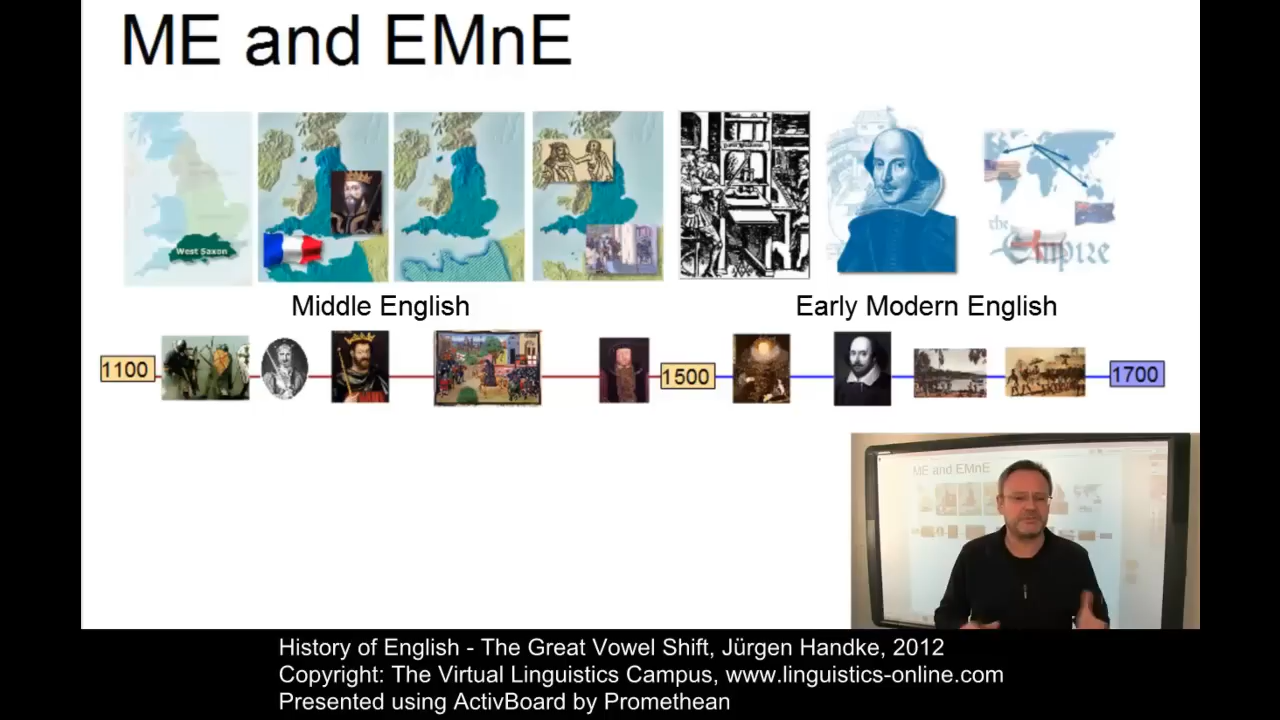 ME and EMnE
West Saxon
the
Empire
Middle English
Early Modern English
1100
1500
1700
ME and EMnE
History of English - The Great Vowel Shift, Jürgen Handke, 2012
Copyright: The Virtual Linguistics Campus, www.linguistics-online.com
Presented using ActivBoard by Promethean